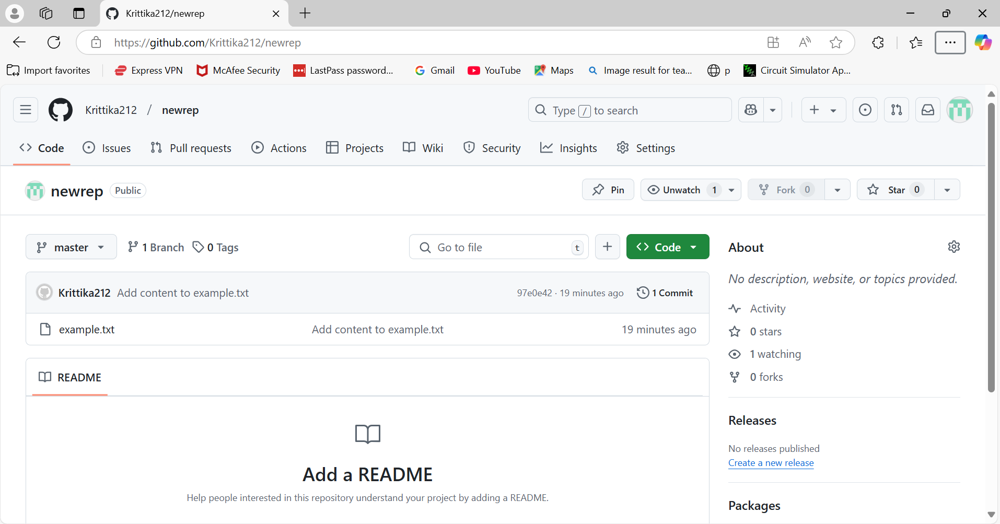 Krittika212/newrep
https://github.com/Krittika212/newrep
Import favorites
Express VPN
McAfee Security
LastPass password...
Gmail
YouTube
Maps
Image result for tea...
p
Circuit Simulator Ap...
Krittika212 / newrep
Type / to search
Code
Issues
Pull requests
Actions
Projects
Wiki
Security
Insights
Settings
newrep Public
Pin
Unwatch 1
Fork 0
Star 0
master
1 Branch
0 Tags
Go to file t
Code
About
No description, website, or topics provided.
Krittika212 Add content to example.txt 97e0e42 · 19 minutes ago 1 Commit
example.txt Add content to example.txt 19 minutes ago
Activity
0 stars
1 watching
0 forks
README
Add a README
Help people interested in this repository understand your project by adding a README.
Releases
No releases published
Create a new release
Packages